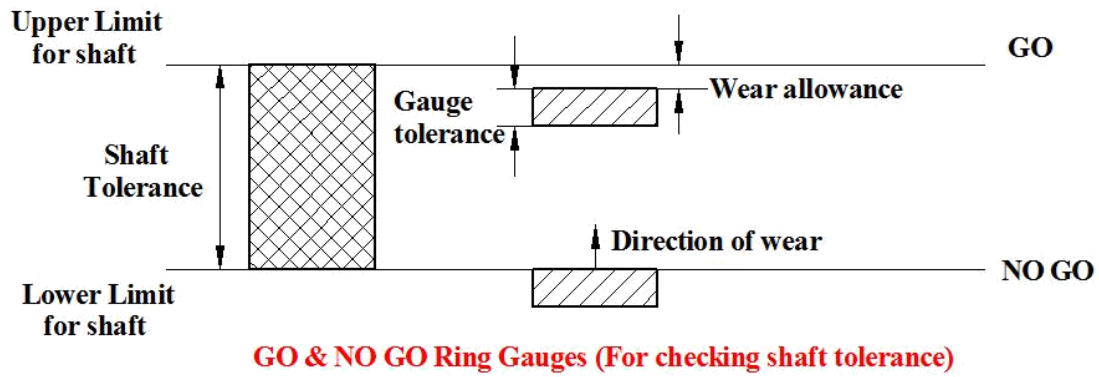 Upper Limit
for shaft
GO
Wear allowance
Gauge
tolerance
Shaft
Tolerance
Direction of wear
NO GO
Lower Limit
for shaft
GO & NO GO Ring Gauges (For checking shaft tolerance)